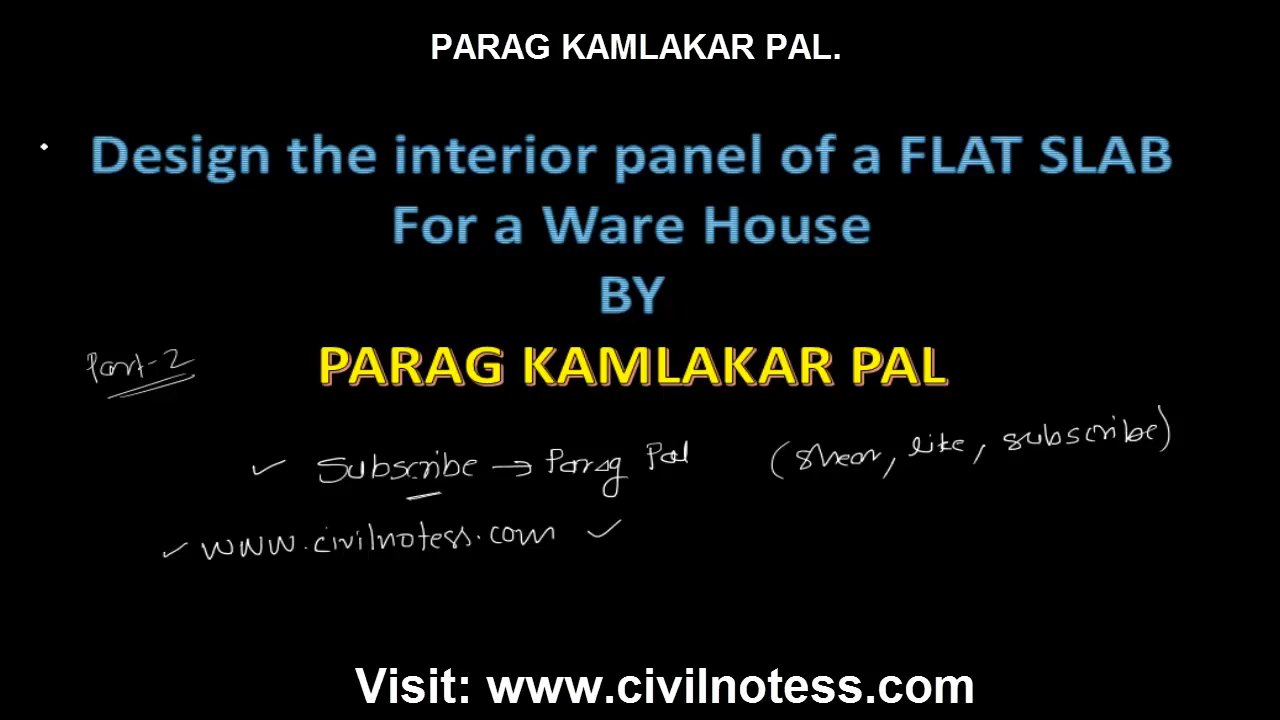 PARAG KAMLAKAR PAL.
Design the interior panel of a FLAT SLAB
For a Ware House
BY
PARAG KAMLAKAR PAL
Part-2
✓ Subscribe → Parag Pal (shear, like, subscribe)
✓ www.civilnotess.com ✓
Visit: www.civilnotess.com